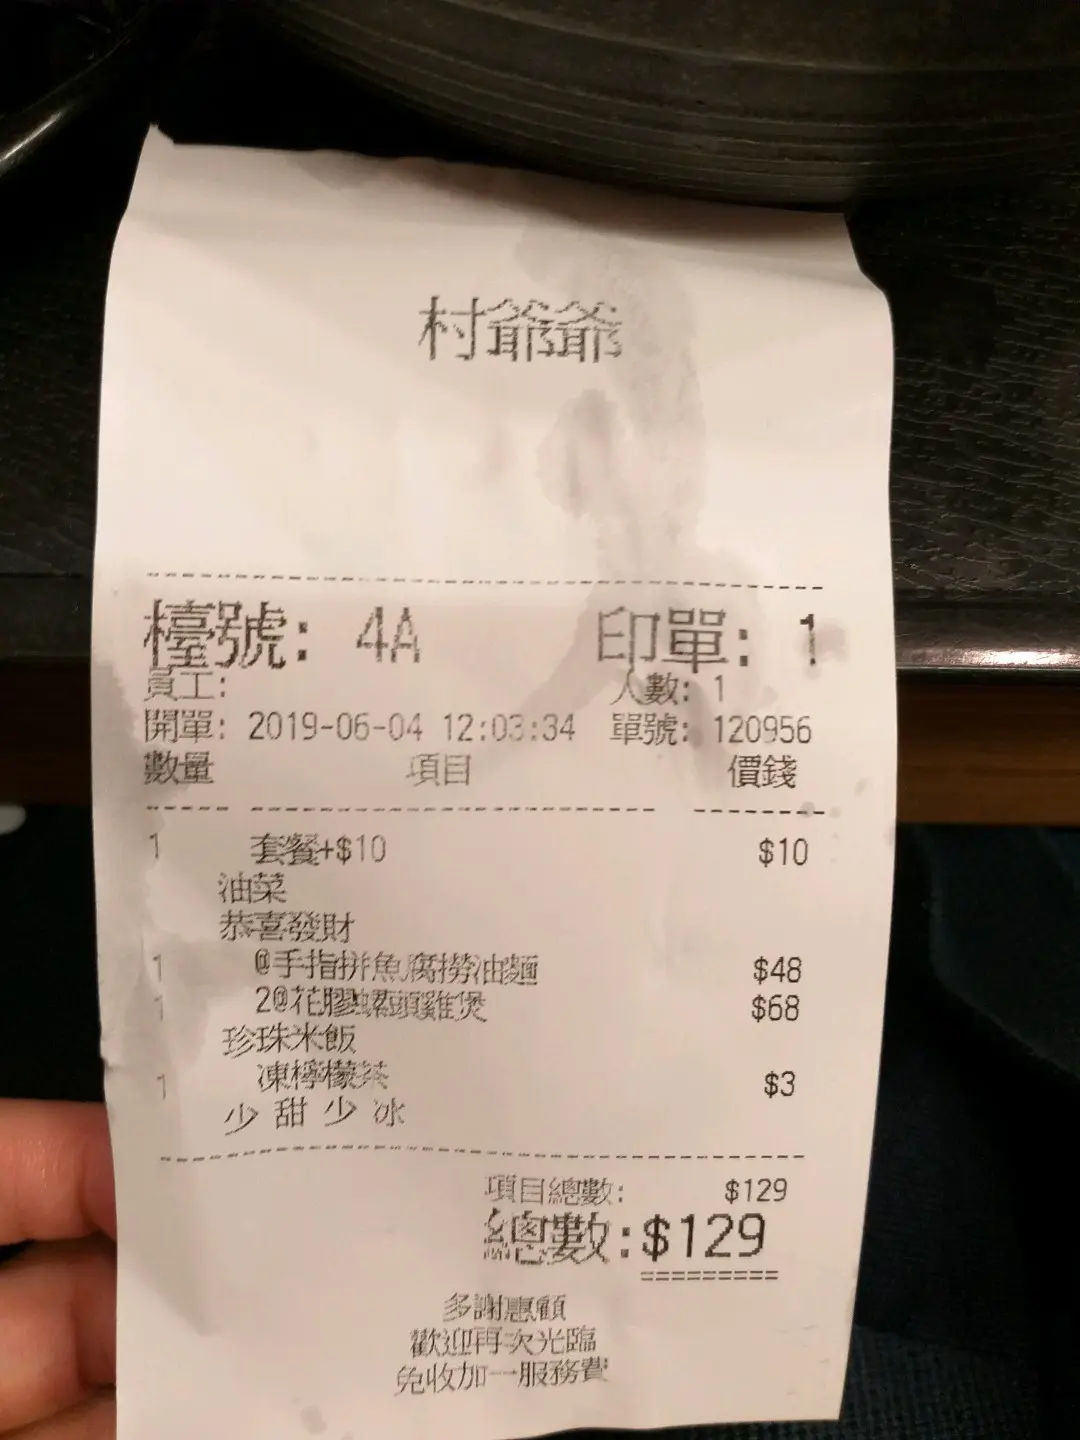 村爺爺
檯號: 4A 印單: 1
員工: 人數: 1
開單: 2019-06-04 12:03:34 單號: 120956
數量 項目 價錢
1 套餐+$10 $10
油菜
恭喜發財
1 @手指拼魚腐撈油麵 $48
1 2@花膠螺頭雞煲 $68
珍珠米飯
1 凍檸檬茶 $3
少 甜 少 冰
項目總數: $129
總數:$129
=========
多謝惠顧
歡迎再次光臨
免收加一服務費